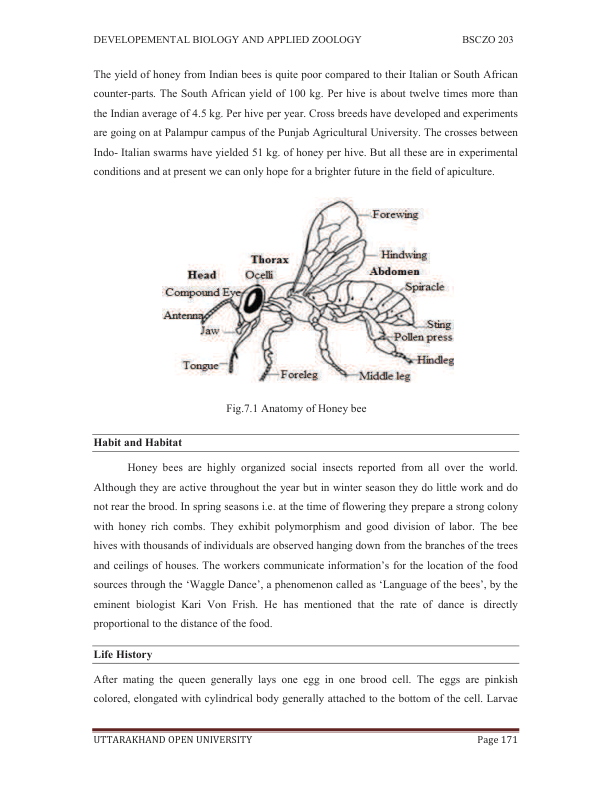 DEVELOPEMENTAL BIOLOGY AND APPLIED ZOOLOGY BSCZO 203
The yield of honey from Indian bees is quite poor compared to their Italian or South African
counter-parts. The South African yield of 100 kg. Per hive is about twelve times more than
the Indian average of 4.5 kg. Per hive per year. Cross breeds have developed and experiments
are going on at Palampur campus of the Punjab Agricultural University. The crosses between
Indo- Italian swarms have yielded 51 kg. of honey per hive. But all these are in experimental
conditions and at present we can only hope for a brighter future in the field of apiculture.
Forewing
Hindwing
Thorax
Abdomen
Head
Ocelli
Spiracle
Compound Eye
Antenna
Sting
Jaw
Pollen press
Hindleg
Tongue
Foreleg
Middle leg
Fig.7.1 Anatomy of Honey bee
Habit and Habitat
Honey bees are highly organized social insects reported from all over the world.
Although they are active throughout the year but in winter season they do little work and do
not rear the brood. In spring seasons i.e. at the time of flowering they prepare a strong colony
with honey rich combs. They exhibit polymorphism and good division of labor. The bee
hives with thousands of individuals are observed hanging down from the branches of the trees
and ceilings of houses. The workers communicate information’s for the location of the food
sources through the ‘Waggle Dance’, a phenomenon called as ‘Language of the bees’, by the
eminent biologist Kari Von Frish. He has mentioned that the rate of dance is directly
proportional to the distance of the food.
Life History
After mating the queen generally lays one egg in one brood cell. The eggs are pinkish
colored, elongated with cylindrical body generally attached to the bottom of the cell. Larvae
UTTARAKHAND OPEN UNIVERSITY Page 171